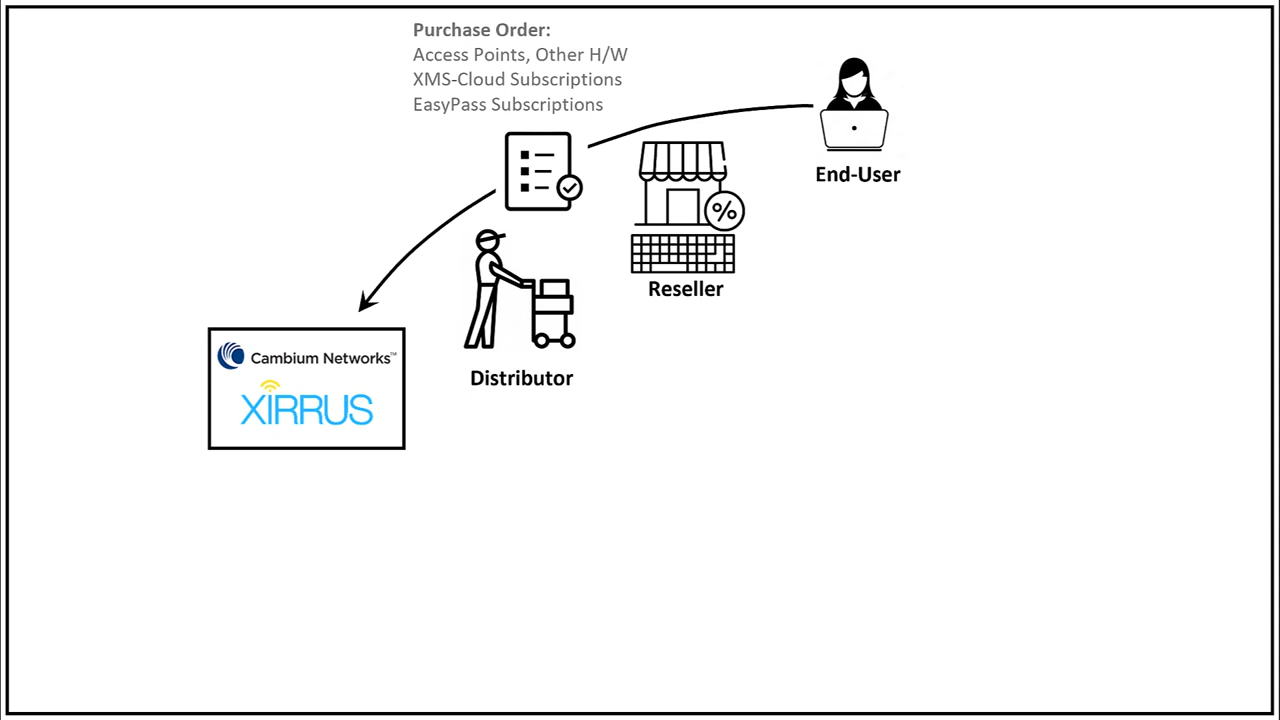 Purchase Order:
Access Points, Other H/W
XMS-Cloud Subscriptions
EasyPass Subscriptions
End-User
%
Reseller
Distributor
Cambium Networks™
XIRRUS